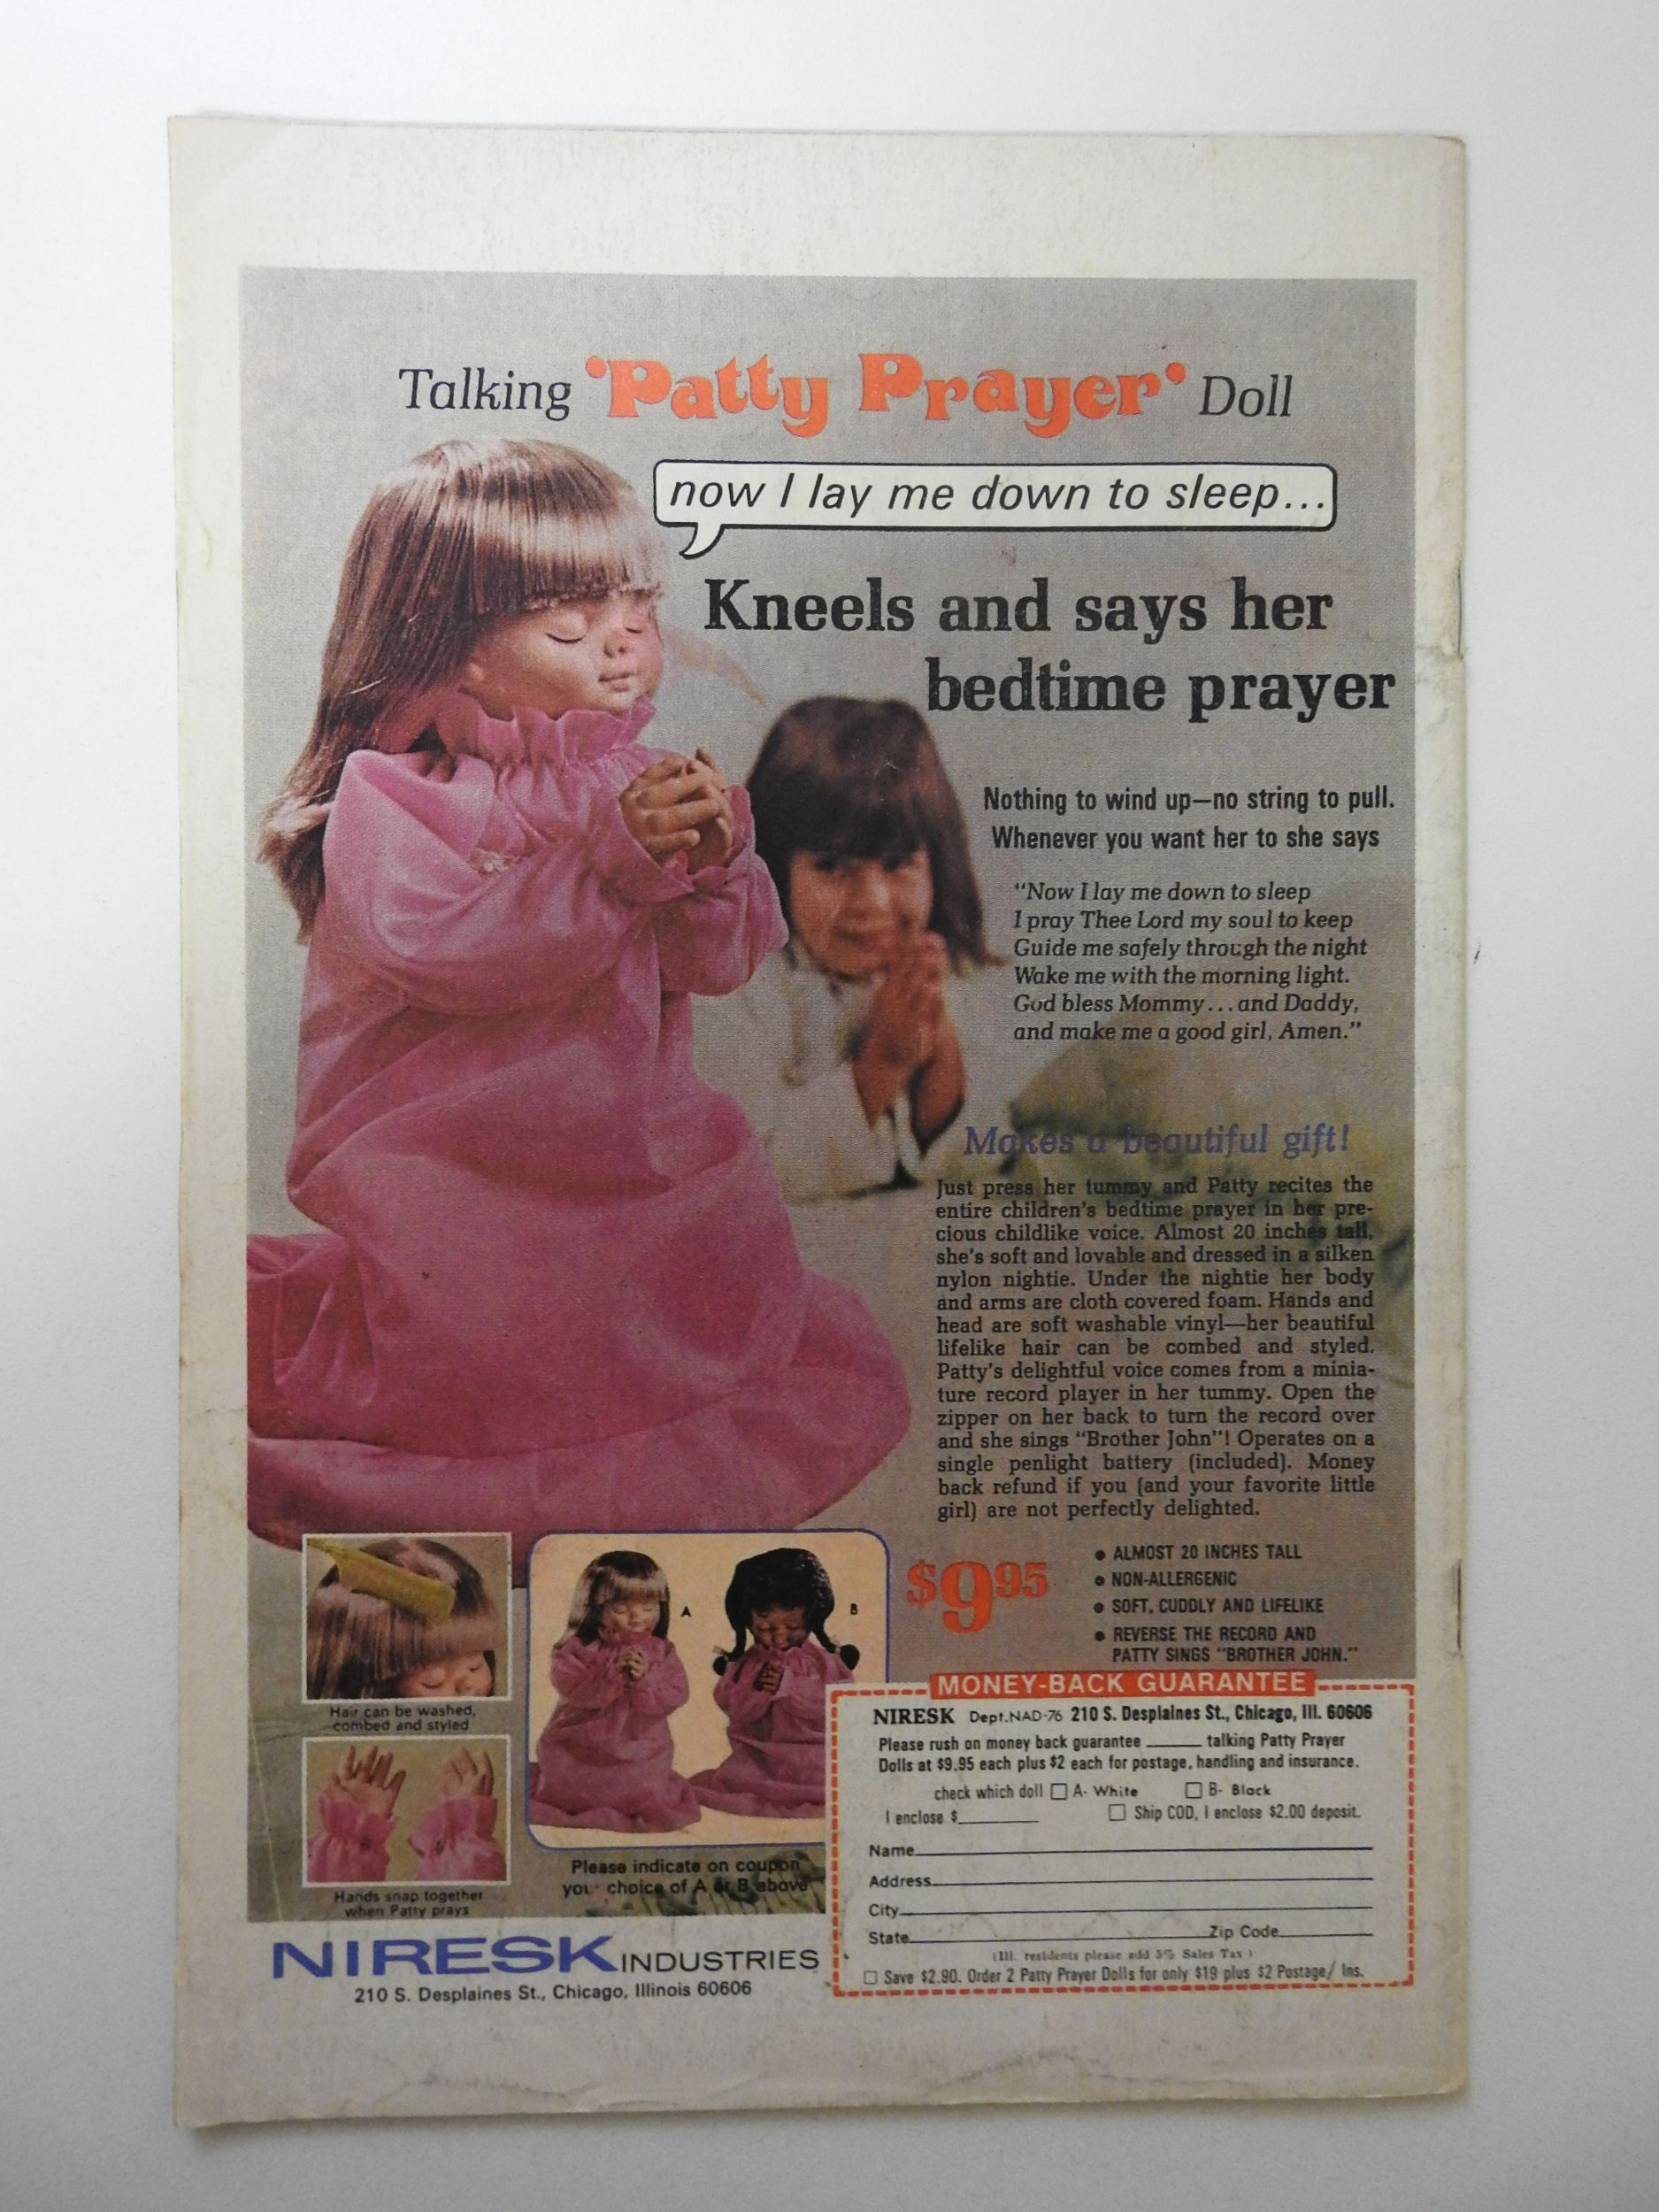 Talking 'Patty Prayer' Doll
now I lay me down to sleep...
Kneels and says her
bedtime prayer
Nothing to wind up—no string to pull.
Whenever you want her to she says
"Now I lay me down to sleep
I pray Thee Lord my soul to keep
Guide me safely through the night
Wake me with the morning light.
God bless Mommy...and Daddy,
and make me a good girl, Amen."
Makes a beautiful gift!
Just press her tummy and Patty recites the
entire children's bedtime prayer in her pre-
cious childlike voice. Almost 20 inches tall,
she's soft and lovable and dressed in a silken
nylon nightie. Under the nightie her body
and arms are cloth covered foam. Hands and
head are soft washable vinyl—her beautiful
lifelike hair can be combed and styled.
Patty's delightful voice comes from a minia-
ture record player in her tummy. Open the
zipper on her back to turn the record over
and she sings "Brother John"! Operates on a
single penlight battery (included). Money
back refund if you (and your favorite little
girl) are not perfectly delighted.
$9.95
● ALMOST 20 INCHES TALL
● NON-ALLERGENIC
● SOFT, CUDDLY AND LIFELIKE
● REVERSE THE RECORD AND
PATTY SINGS "BROTHER JOHN."
A
B
Hair can be washed,
combed and styled
Hands snap together
when Patty prays
Please indicate on coupon
your choice of A or B above
MONEY-BACK GUARANTEE
NIRESK Dept.NAD-76 210 S. Desplaines St., Chicago, Ill. 60606
Please rush on money back guarantee ______ talking Patty Prayer
Dolls at $9.95 each plus $2 each for postage, handling and insurance.
check which doll ☐ A- White ☐ B- Black
I enclose $________ ☐ Ship COD, I enclose $2.00 deposit.
Name
Address
City
State Zip Code
(Ill. residents please add 5% Sales Tax)
☐ Save $2.90. Order 2 Patty Prayer Dolls for only $19 plus $2 Postage/ Ins.
NIRESK INDUSTRIES
210 S. Desplaines St., Chicago, Illinois 60606